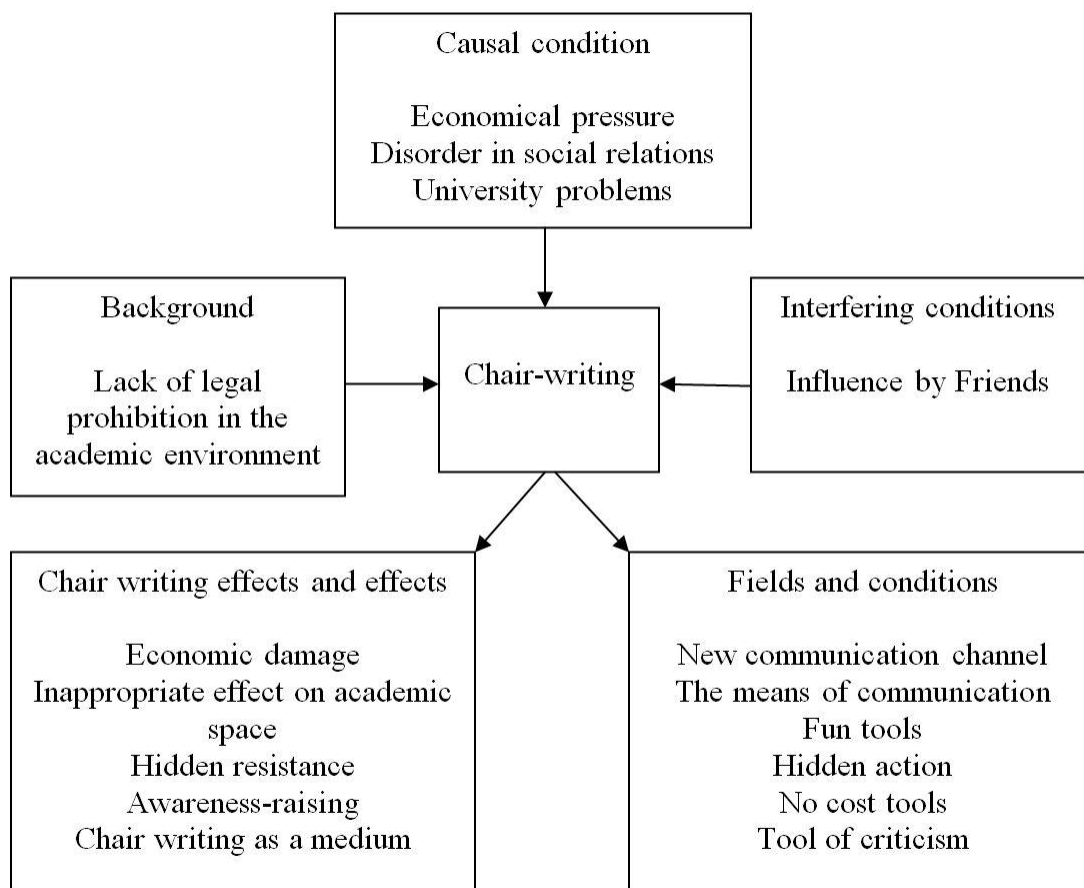 Causal condition
Economical pressure
Disorder in social relations
University problems
Background
Lack of legal
prohibition in the
academic environment
Chair-writing
Interfering conditions
Influence by Friends
Chair writing effects and effects
Economic damage
Inappropriate effect on academic
space
Hidden resistance
Awareness-raising
Chair writing as a medium
Fields and conditions
New communication channel
The means of communication
Fun tools
Hidden action
No cost tools
Tool of criticism